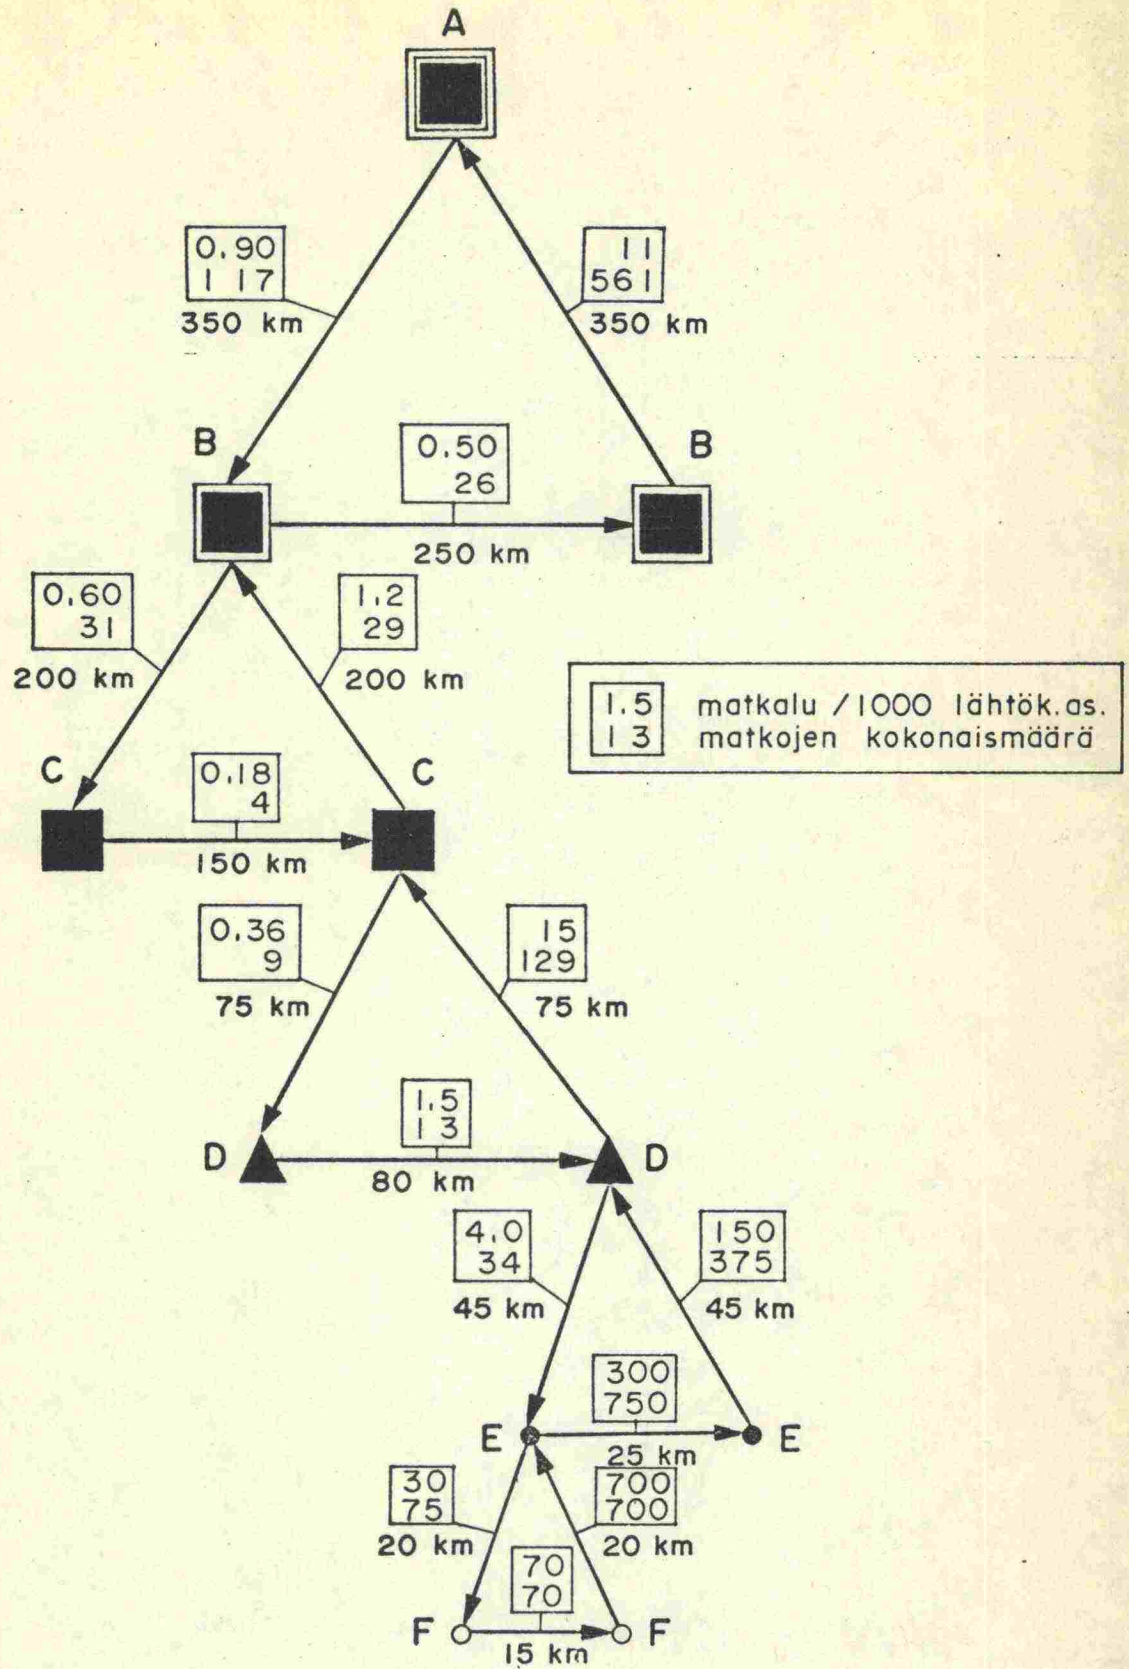 A
0.90
1 17
350 km
11
561
350 km
B
0.50
26
250 km
B
0.60
31
200 km
1.2
29
200 km
1.5 matkalu /1000 lähtök.as.
13 matkojen kokonaismäärä
C
0.18
4
150 km
C
0.36
9
75 km
15
129
75 km
D
1.5
13
80 km
D
4.0
34
45 km
150
375
45 km
E
300
750
25 km
E
30
75
20 km
700
700
20 km
F
70
70
15 km
F